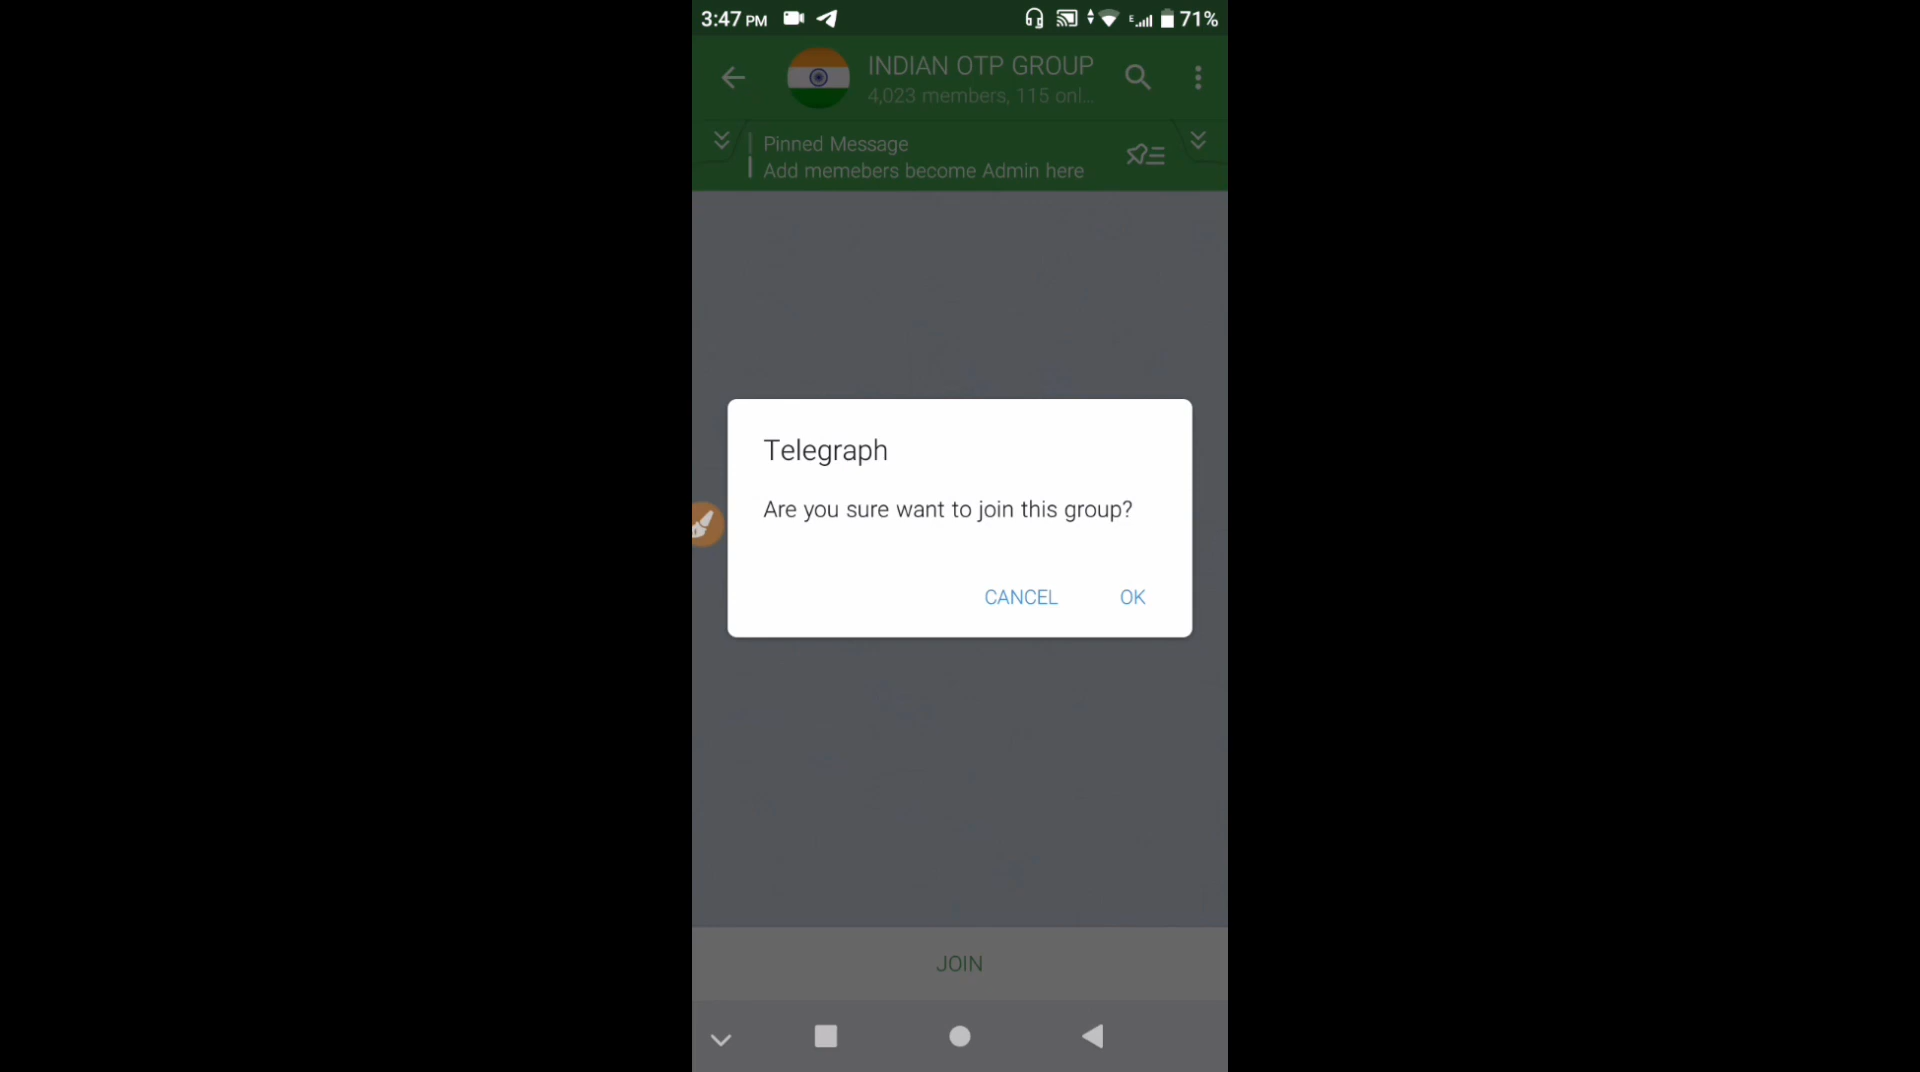 3:47 PM
E
71%
INDIAN OTP GROUP
4,023 members, 115 onl...
Pinned Message
Add memebers become Admin here
Telegraph
Are you sure want to join this group?
CANCEL
OK
JOIN